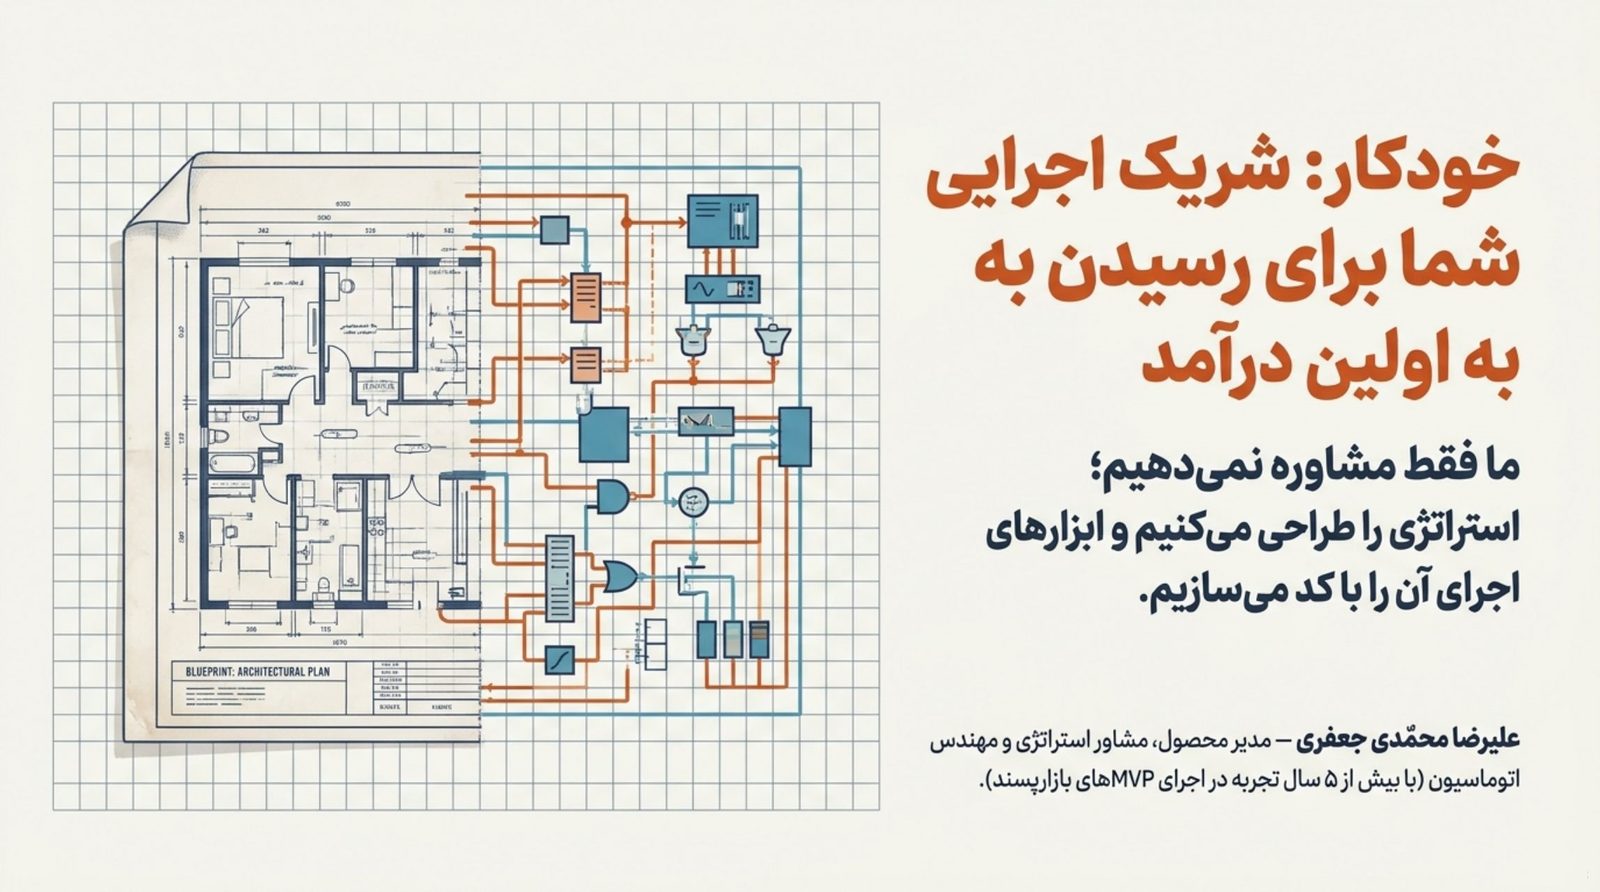 خودکار: شریک اجرایی
شما برای رسیدن به
به اولین درآمد
ما فقط مشاوره نمی‌دهیم؛
استراتژی را طراحی می‌کنیم و ابزارهای
اجرای آن را با کد می‌سازیم.
علیرضا محمّدی جعفری – مدیر محصول، مشاور استراتژی و مهندس
اتوماسیون (با بیش از ۵ سال تجربه در اجرای MVPهای بازارپسند).
BLUEPRINT: ARCHITECTURAL PLAN